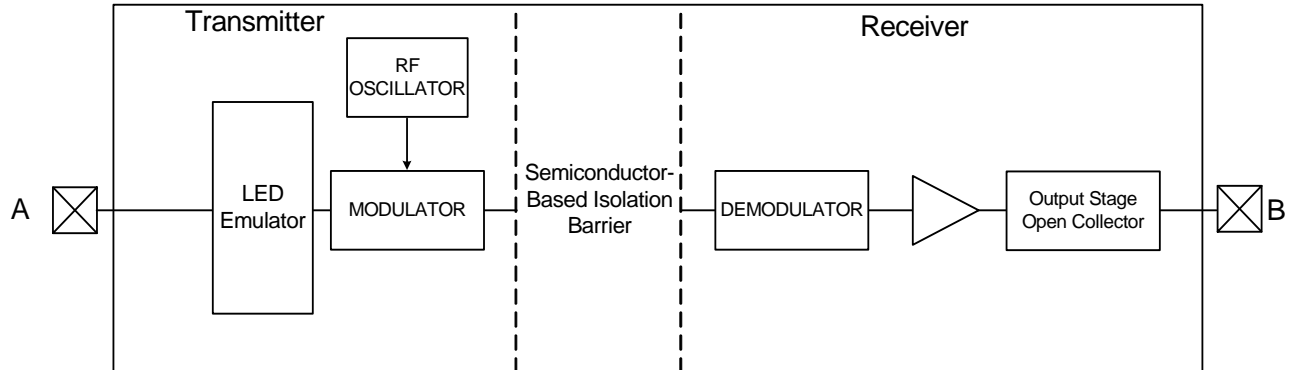 Transmitter
Receiver
RF
OSCILLATOR
A
LED
Emulator
MODULATOR
Semiconductor-
Based Isolation
Barrier
DEMODULATOR
Output Stage
Open Collector
B